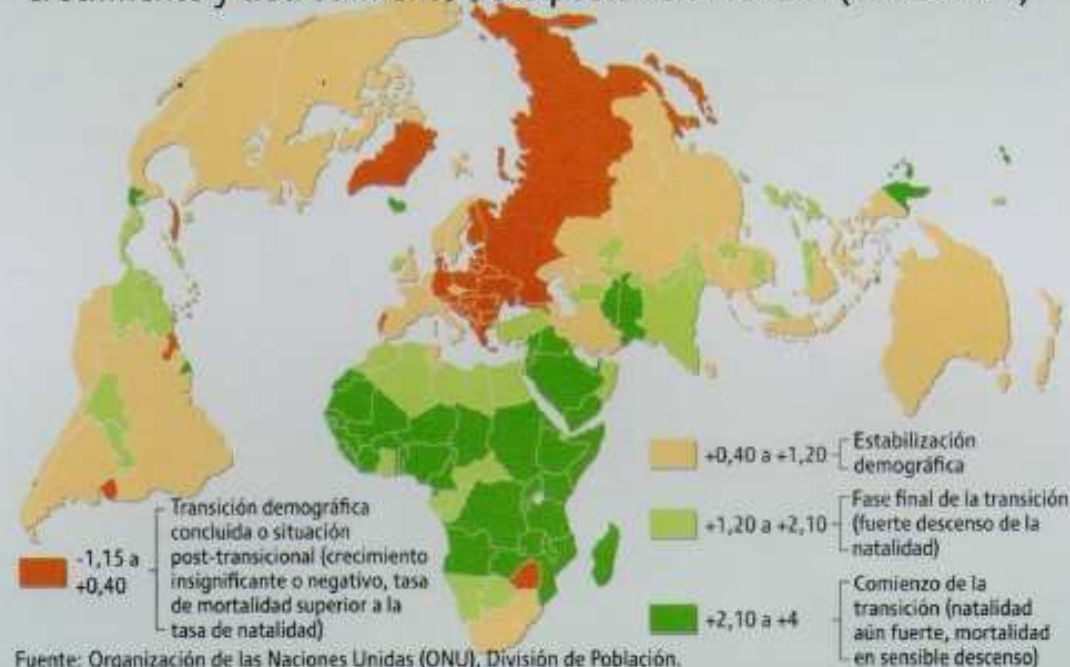 -1,15 a
+0,40
Transición demográfica
concluida o situación
post-transicional (crecimiento
insignificante o negativo, tasa
de mortalidad superior a la
tasa de natalidad)
+0,40 a +1,20
Estabilización
demográfica
+1,20 a +2,10
Fase final de la transición
(fuerte descenso de la
natalidad)
+2,10 a +4
Comienzo de la
transición (natalidad
aún fuerte, mortalidad
en sensible descenso)
Fuente: Organización de las Naciones Unidas (ONU), División de Población.